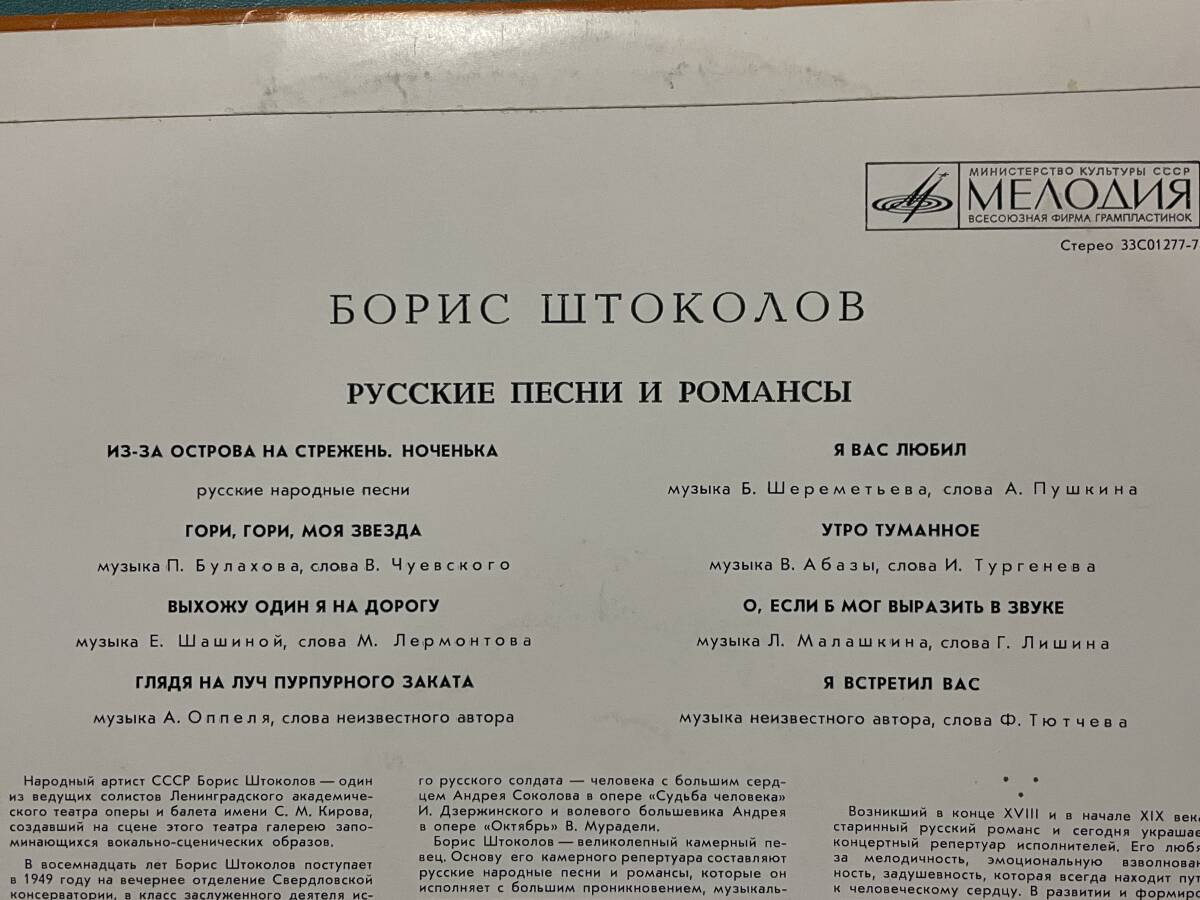 МИНИСТЕРСТВО КУЛЬТУРЫ СССР
МЕЛОДИЯ
ВСЕСОЮЗНАЯ ФИРМА ГРАМПЛАСТИНОК
Стерео 33С01277-7
БОРИС ШТОКОЛОВ
РУССКИЕ ПЕСНИ И РОМАНСЫ
ИЗ-ЗА ОСТРОВА НА СТРЕЖЕНЬ. НОЧЕНЬКА
русские народные песни
ГОРИ, ГОРИ, МОЯ ЗВЕЗДА
музыка П. Булахова, слова В. Чуевского
ВЫХОЖУ ОДИН Я НА ДОРОГУ
музыка Е. Шашиной, слова М. Лермонтова
ГЛЯДЯ НА ЛУЧ ПУРПУРНОГО ЗАКАТА
музыка А. Оппеля, слова неизвестного автора
Я ВАС ЛЮБИЛ
музыка Б. Шереметьева, слова А. Пушкина
УТРО ТУМАННОЕ
музыка В. Абазы, слова И. Тургенева
О, ЕСЛИ Б МОГ ВЫРАЗИТЬ В ЗВУКЕ
музыка Л. Малашкина, слова Г. Лишина
Я ВСТРЕТИЛ ВАС
музыка неизвестного автора, слова Ф. Тютчева
Народный артист СССР Борис Штоколов — один
из ведущих солистов Ленинградского академиче-
ского театра оперы и балета имени С. М. Кирова,
создавший на сцене этого театра галерею запо-
минающихся вокально-сценических образов.
В восемнадцать лет Борис Штоколов поступает
в 1949 году на вечернее отделение Свердловской
консерватории, в класс заслуженного деятеля ис-
го русского солдата — человека с большим серд-
цем Андрея Соколова в опере «Судьба человека»
И. Дзержинского и волевого большевика Андрея
в опере «Октябрь» В. Мурадели.
Борис Штоколов — великолепный камерный пе-
вец. Основу его камерного репертуара составляют
русские народные песни и романсы, которые он
исполняет с большим проникновением, музыкаль-
Возникший в конце XVIII и в начале XIX века
старинный русский романс и сегодня украшае
концертный репертуар исполнителей. Его любя
за мелодичность, эмоциональную взволнован
ность, задушевность, которая всегда находит пут
к человеческому сердцу. В развитии и формиро